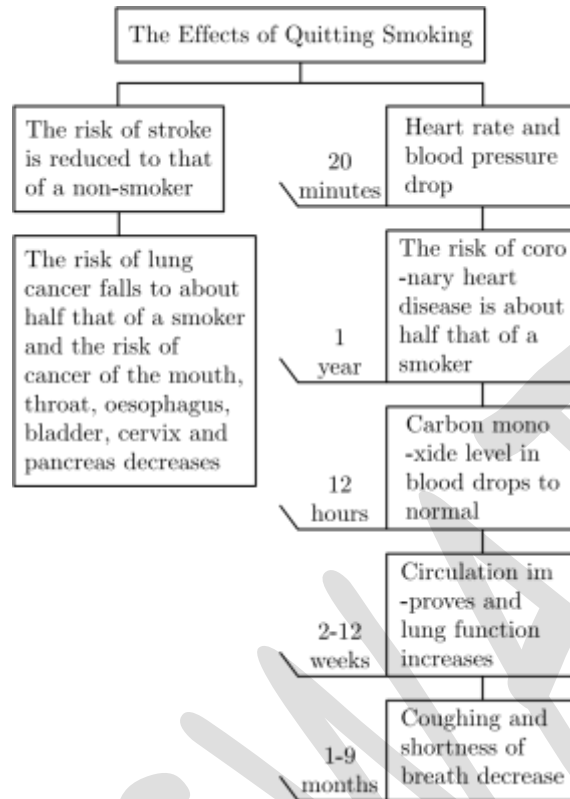 The Effects of Quitting Smoking
The risk of stroke
is reduced to that
of a non-smoker
The risk of lung
cancer falls to about
half that of a smoker
and the risk of
cancer of the mouth,
throat, oesophagus,
bladder, cervix and
pancreas decreases
20
minutes
Heart rate and
blood pressure
drop
1
year
The risk of coro
-nary heart
disease is about
half that of a
smoker
12
hours
Carbon mono
-xide level in
blood drops to
normal
2-12
weeks
Circulation im
-proves and
lung function
increases
1-9
months
Coughing and
shortness of
breath decrease